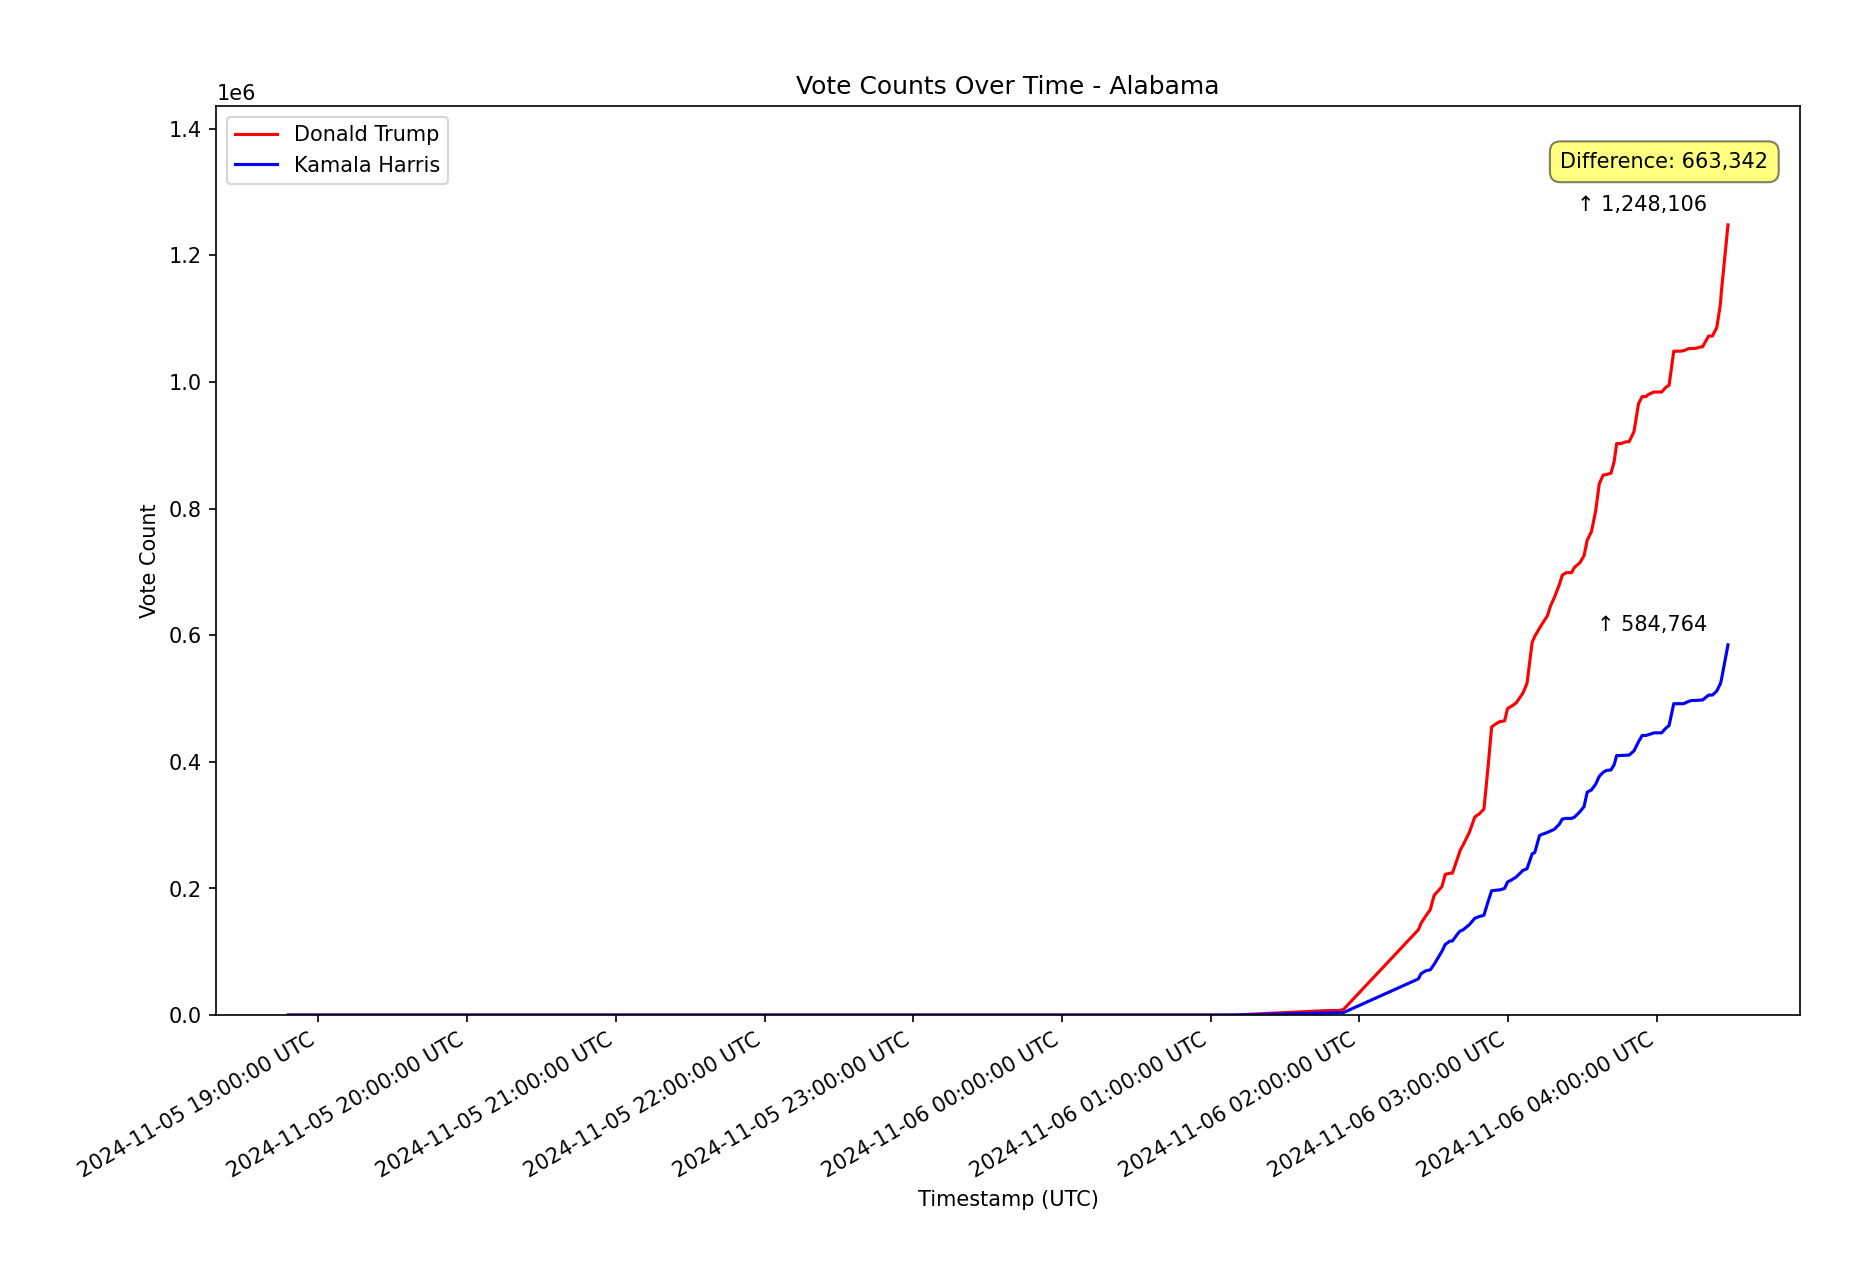 Vote Counts Over Time - Alabama
1e6
Donald Trump
Kamala Harris
Difference: 663,342
↑ 1,248,106
↑ 584,764
Vote Count
1.4
1.2
1.0
0.8
0.6
0.4
0.2
0.0
2024-11-05 19:00:00 UTC
2024-11-05 20:00:00 UTC
2024-11-05 21:00:00 UTC
2024-11-05 22:00:00 UTC
2024-11-05 23:00:00 UTC
2024-11-06 00:00:00 UTC
2024-11-06 01:00:00 UTC
2024-11-06 02:00:00 UTC
2024-11-06 03:00:00 UTC
2024-11-06 04:00:00 UTC
Timestamp (UTC)